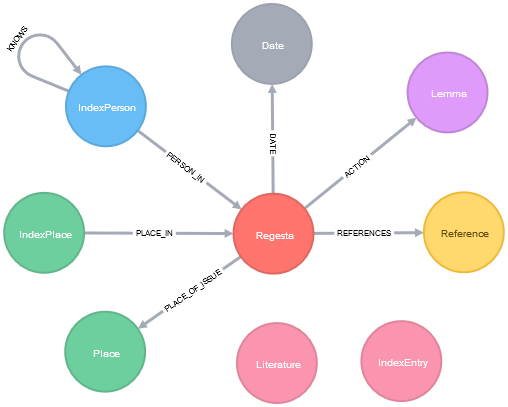 KNOWS
Date
IndexPerson
Lemma
DATE
PERSON_IN
ACTION
IndexPlace
PLACE_IN
Regesta
REFERENCES
Reference
PLACE_OF_ISSUE
Place
Literature
IndexEntry